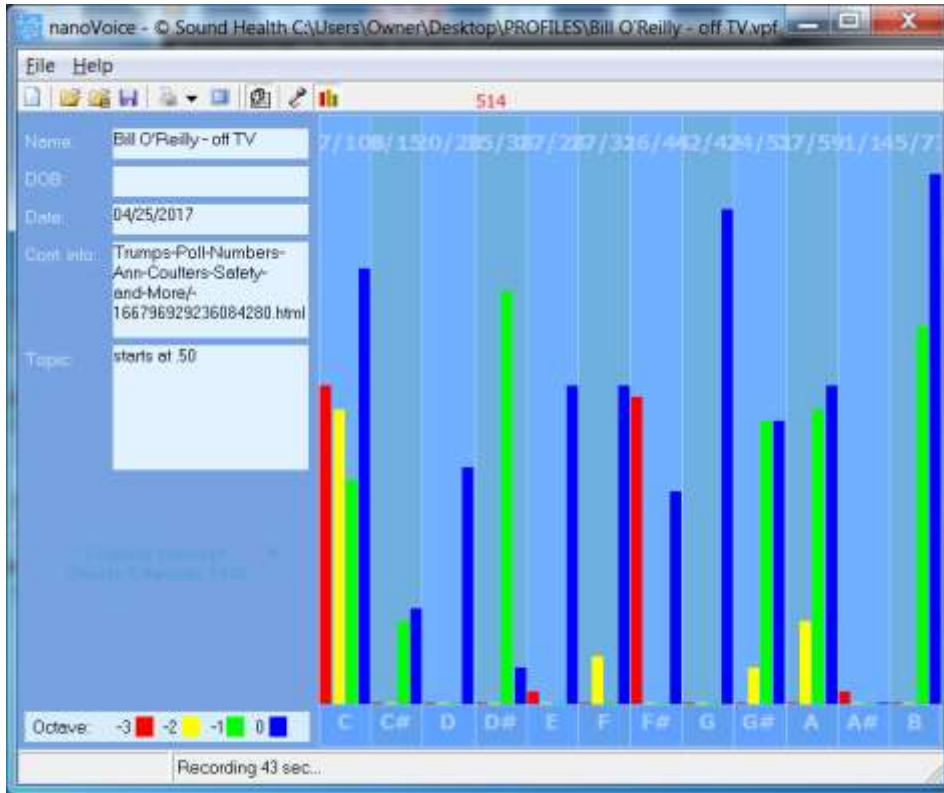 nanoVoice - © Sound Health C:\Users\Owner\Desktop\PROFILES\Bill O'Reilly - off TV.vpf
File Help
514
Name: Bill O'Reilly - off TV
DOB:
Date: 04/25/2017
Cont. info: Trumps-Poll-Numbers-
Ann-Coulters-Safety-
and-More/-
166796929236084280.html
Topic: starts at .50
Octave: -3 -2 -1 0
C C# D D# E F F# G G# A A# B
Recording 43 sec...